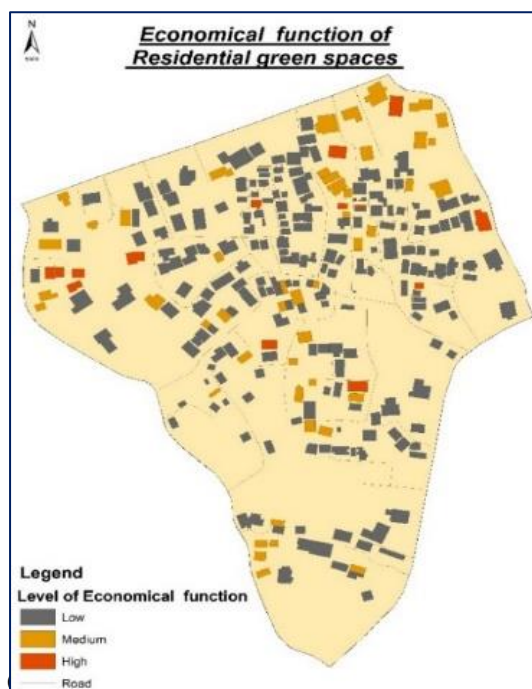 N
Economical function of
Residential green spaces
Legend
Level of Economical function
Low
Medium
High
Road